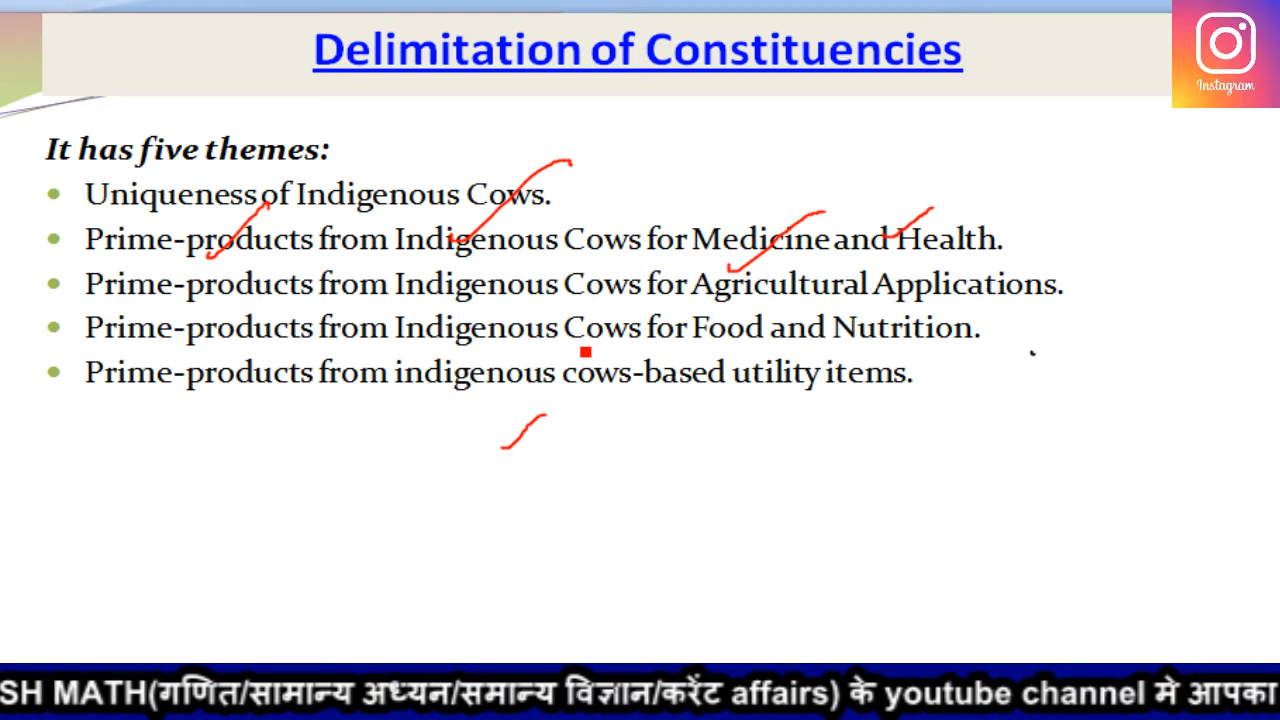 Delimitation of Constituencies
Instagram
It has five themes:
Uniqueness of Indigenous Cows.
Prime-products from Indigenous Cows for Medicine and Health.
Prime-products from Indigenous Cows for Agricultural Applications.
Prime-products from Indigenous Cows for Food and Nutrition.
Prime-products from indigenous cows-based utility items.
SH MATH(गणित/सामान्य अध्यन/समान्य विज्ञान/करेंट affairs) के youtube channel मे आपका